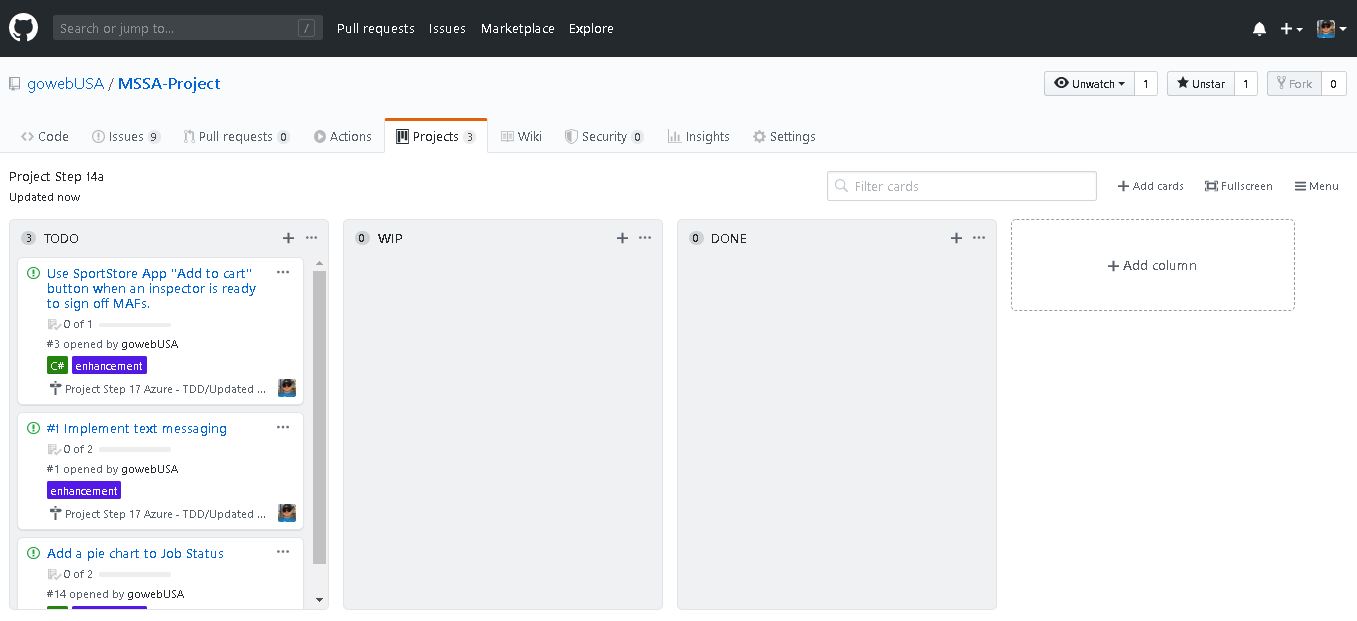 Search or jump to... /
Pull requests Issues Marketplace Explore
gowebUSA / MSSA-Project
Unwatch 1 Unstar 1 Fork 0
Code Issues 9 Pull requests 0 Actions Projects 3 Wiki Security 0 Insights Settings
Project Step 14a
Updated now
Filter cards
Add cards Fullscreen Menu
3 TODO
Use SportStore App "Add to cart"
button when an inspector is ready
to sign off MAFs.
0 of 1
#3 opened by gowebUSA
C# enhancement
Project Step 17 Azure - TDD/Updated ...
#1 Implement text messaging
0 of 2
#1 opened by gowebUSA
enhancement
Project Step 17 Azure - TDD/Updated ...
Add a pie chart to Job Status
0 of 2
#14 opened by gowebUSA
0 WIP
0 DONE
Add column